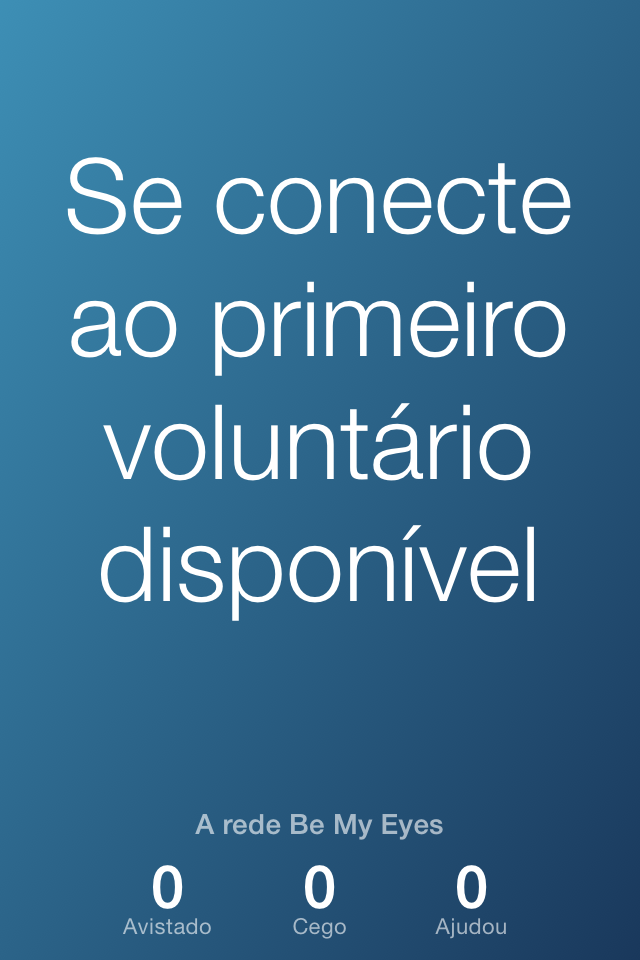 Se conecte
ao primeiro
voluntário
disponível
A rede Be My Eyes
0 0 0
Avistado Cego Ajudou